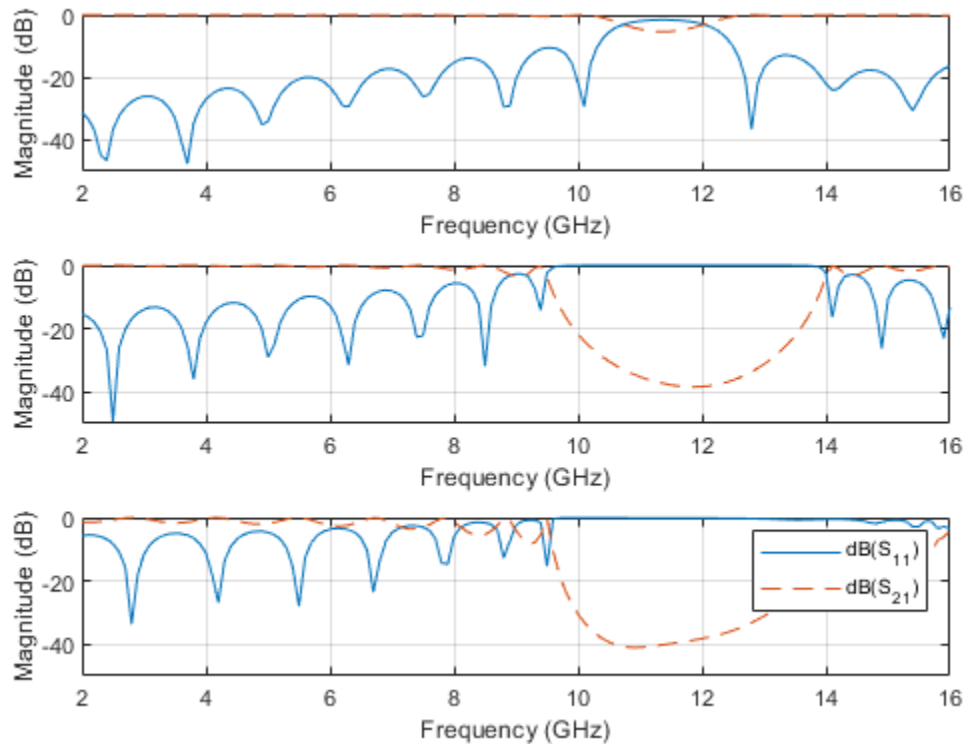 0
-20
-40
Magnitude (dB)
2 4 6 8 10 12 14 16
Frequency (GHz)
0
-20
-40
Magnitude (dB)
2 4 6 8 10 12 14 16
Frequency (GHz)
0
-20
-40
Magnitude (dB)
dB(S11)
dB(S21)
2 4 6 8 10 12 14 16
Frequency (GHz)